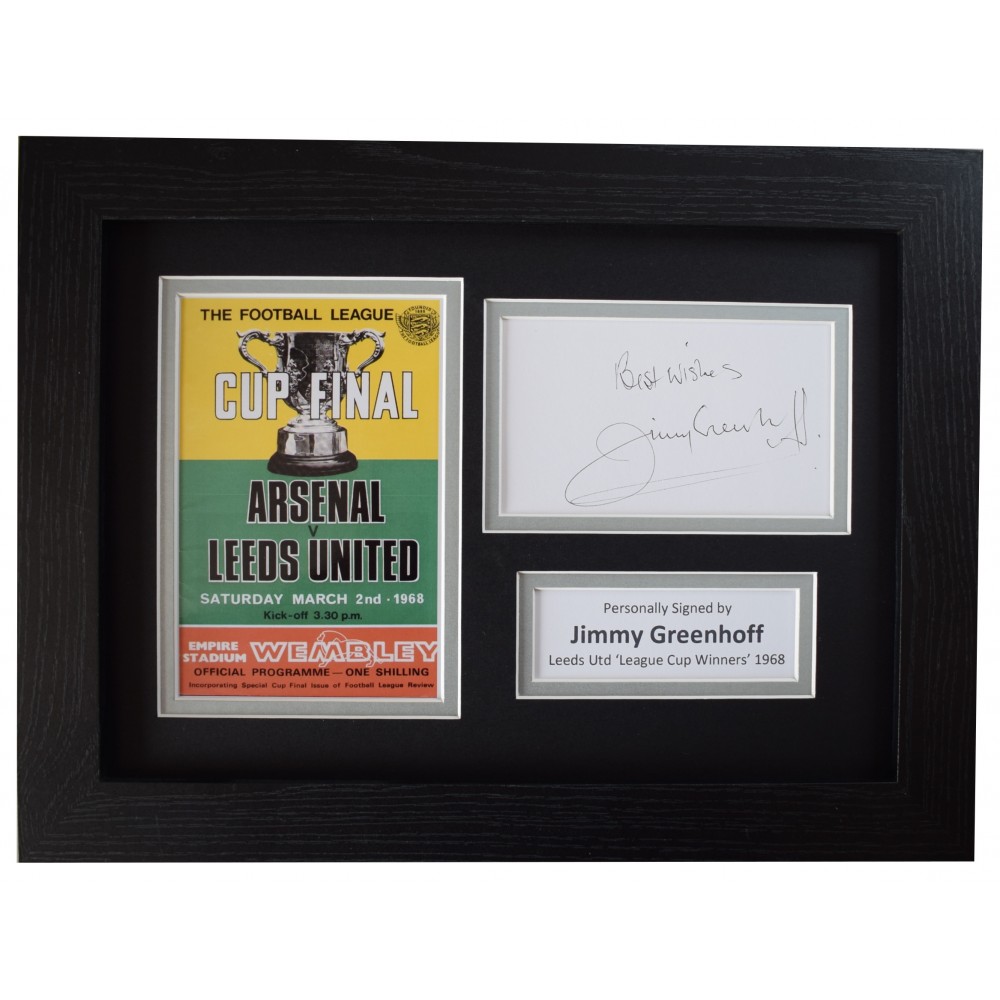 THE FOOTBALL LEAGUE
CUP FINAL
ARSENAL
V
LEEDS UNITED
SATURDAY MARCH 2nd · 1968
Kick-off 3.30 p.m.
EMPIRE STADIUM WEMBLEY
OFFICIAL PROGRAMME — ONE SHILLING
Incorporating Special Cup Final Issue of Football League Review
Best Wishes
Jimmy Greenhoff.
Personally Signed by
Jimmy Greenhoff
Leeds Utd ‘League Cup Winners’ 1968